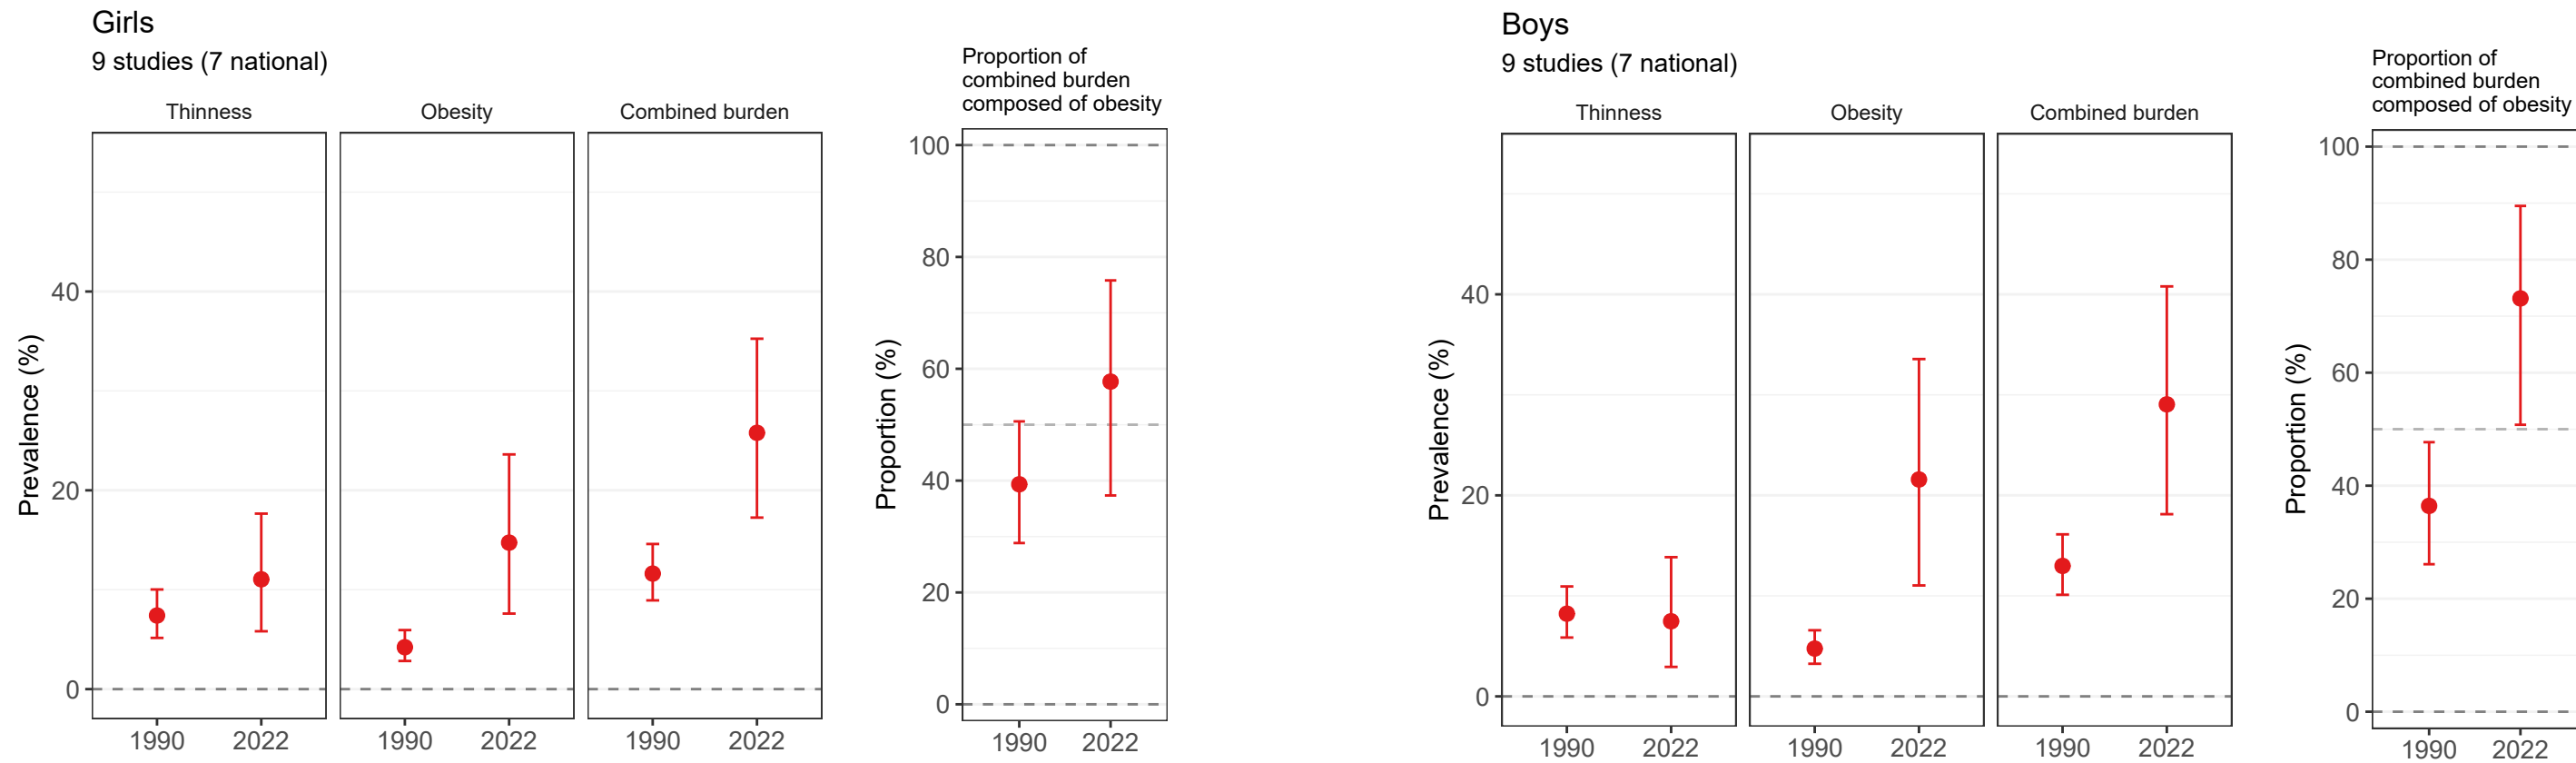 Girls
9 studies (7 national)
Thinness
Obesity
Combined burden
Proportion of
combined burden
composed of obesity
Prevalence (%)
40
20
0
1990
2022
1990
2022
1990
2022
Proportion (%)
100
80
60
40
20
0
1990
2022
Boys
9 studies (7 national)
Thinness
Obesity
Combined burden
Proportion of
combined burden
composed of obesity
Prevalence (%)
40
20
0
1990
2022
1990
2022
1990
2022
Proportion (%)
100
80
60
40
20
0
1990
2022